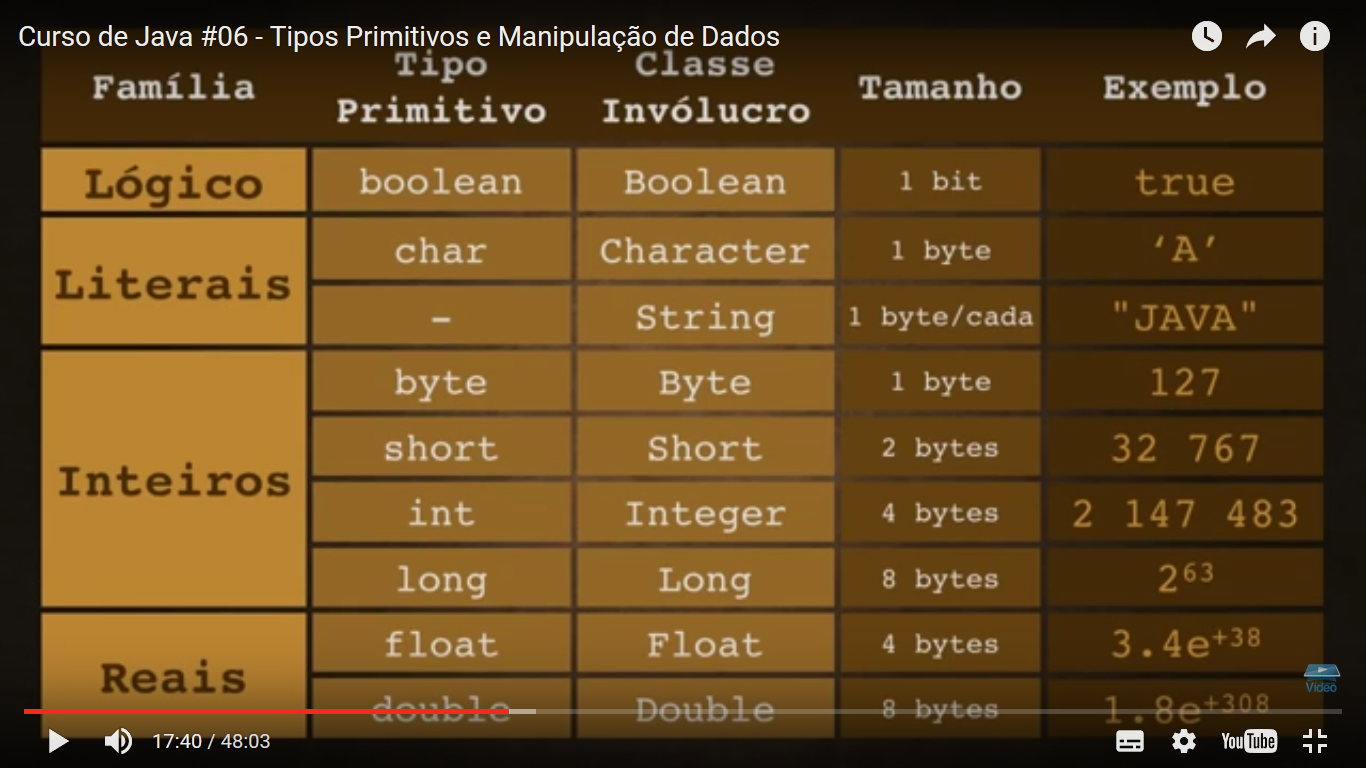 Curso de Java #06 - Tipos Primitivos e Manipulação de Dados
Família Tipo Primitivo Classe Invólucro Tamanho Exemplo
Lógico boolean Boolean 1 bit true
Literais char Character 1 byte ‘A’
- String 1 byte/cada "JAVA"
Inteiros byte Byte 1 byte 127
short Short 2 bytes 32 767
int Integer 4 bytes 2 147 483
long Long 8 bytes 2⁶³
Reais float Float 4 bytes 3.4e⁺³⁸
double Double 8 bytes 1.8e⁺³⁰⁸
Vídeo
17:40 / 48:03 YouTube